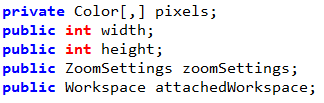 private Color[,] pixels;
public int width;
public int height;
public ZoomSettings zoomSettings;
public Workspace attachedWorkspace;